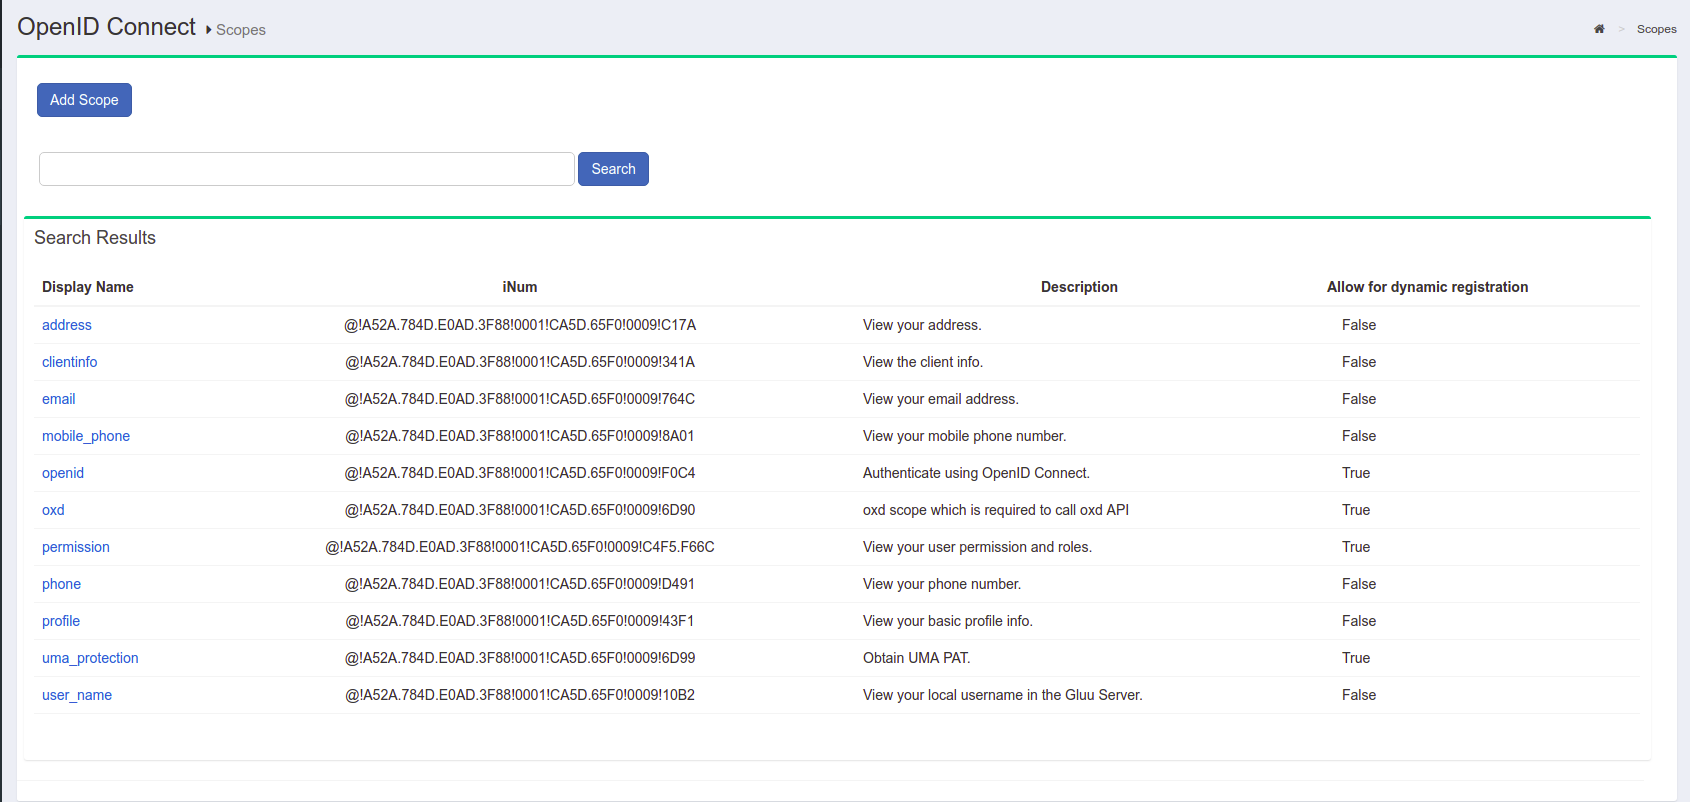 OpenID Connect Scopes
> Scopes
Add Scope
Search
Search Results
Display Name iNum Description Allow for dynamic registration
address @!A52A.784D.E0AD.3F88!0001!CA5D.65F0!0009!C17A View your address. False
clientinfo @!A52A.784D.E0AD.3F88!0001!CA5D.65F0!0009!341A View the client info. False
email @!A52A.784D.E0AD.3F88!0001!CA5D.65F0!0009!764C View your email address. False
mobile_phone @!A52A.784D.E0AD.3F88!0001!CA5D.65F0!0009!8A01 View your mobile phone number. False
openid @!A52A.784D.E0AD.3F88!0001!CA5D.65F0!0009!F0C4 Authenticate using OpenID Connect. True
oxd @!A52A.784D.E0AD.3F88!0001!CA5D.65F0!0009!6D90 oxd scope which is required to call oxd API True
permission @!A52A.784D.E0AD.3F88!0001!CA5D.65F0!0009!C4F5.F66C View your user permission and roles. True
phone @!A52A.784D.E0AD.3F88!0001!CA5D.65F0!0009!D491 View your phone number. False
profile @!A52A.784D.E0AD.3F88!0001!CA5D.65F0!0009!43F1 View your basic profile info. False
uma_protection @!A52A.784D.E0AD.3F88!0001!CA5D.65F0!0009!6D99 Obtain UMA PAT. True
user_name @!A52A.784D.E0AD.3F88!0001!CA5D.65F0!0009!10B2 View your local username in the Gluu Server. False